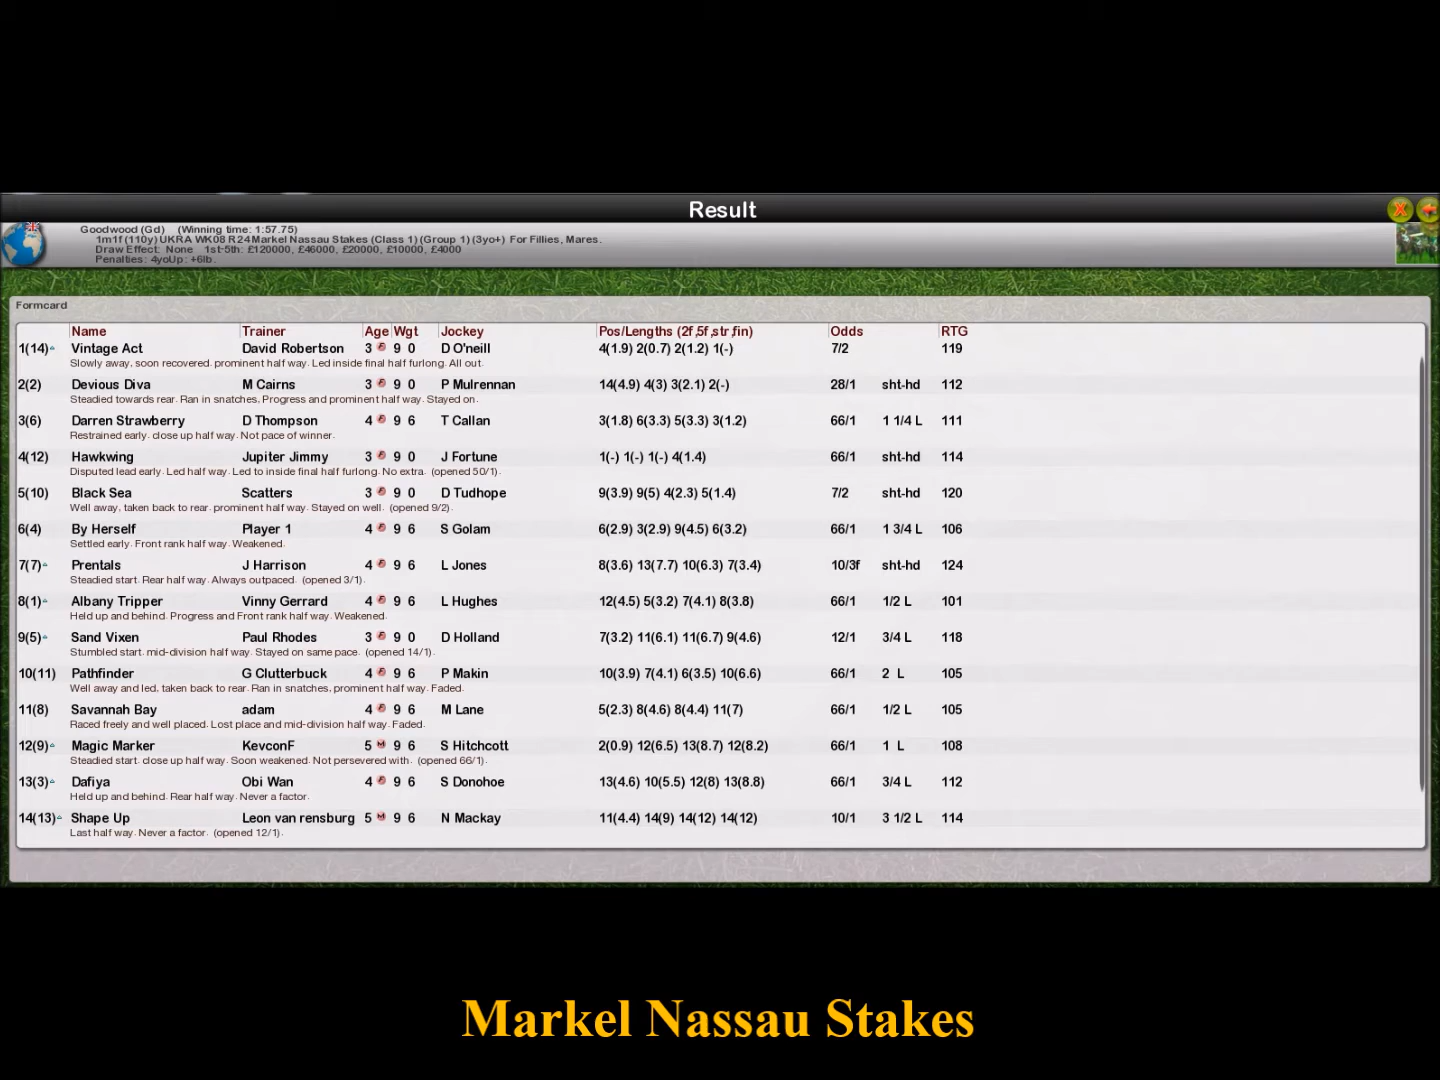 Result
Goodwood (Gd) (Winning time: 1:57.75)
1m1f (110y) UKRA WK08 R24 Markel Nassau Stakes (Class 1) (Group 1) (3yo+) For Fillies, Mares.
Draw Effect: None 1st-5th: £120000, £46000, £20000, £10000, £4000
Penalties: 4yoUp: +6lb.
Formcard
Name Trainer Age Wgt Jockey Pos/Lengths (2f,5f,str,fin) Odds RTG
1(14) Vintage Act David Robertson 3 F 9 0 D O'neill 4(1.9) 2(0.7) 2(1.2) 1(-) 7/2 119
Slowly away, soon recovered. prominent half way. Led inside final half furlong. All out.
2(2) Devious Diva M Cairns 3 F 9 0 P Mulrennan 14(4.9) 4(3) 3(2.1) 2(-) 28/1 sht-hd 112
Steadied towards rear. Ran in snatches, Progress and prominent half way. Stayed on.
3(6) Darren Strawberry D Thompson 4 F 9 6 T Callan 3(1.8) 6(3.3) 5(3.3) 3(1.2) 66/1 1 1/4 L 111
Restrained early. close up half way. Not pace of winner.
4(12) Hawkwing Jupiter Jimmy 3 F 9 0 J Fortune 1(-) 1(-) 1(-) 4(1.4) 66/1 sht-hd 114
Disputed lead early. Led half way. Led to inside final half furlong. No extra. (opened 50/1).
5(10) Black Sea Scatters 3 F 9 0 D Tudhope 9(3.9) 9(5) 4(2.3) 5(1.4) 7/2 sht-hd 120
Well away, taken back to rear. prominent half way. Stayed on well. (opened 9/2).
6(4) By Herself Player 1 4 F 9 6 S Golam 6(2.9) 3(2.9) 9(4.5) 6(3.2) 66/1 1 3/4 L 106
Settled early. Front rank half way. Weakened.
7(7) Prentals J Harrison 4 F 9 6 L Jones 8(3.6) 13(7.7) 10(6.3) 7(3.4) 10/3f sht-hd 124
Steadied start. Rear half way. Always outpaced. (opened 3/1).
8(1) Albany Tripper Vinny Gerrard 4 F 9 6 L Hughes 12(4.5) 5(3.2) 7(4.1) 8(3.8) 66/1 1/2 L 101
Held up and behind. Progress and Front rank half way. Weakened.
9(5) Sand Vixen Paul Rhodes 3 F 9 0 D Holland 7(3.2) 11(6.1) 11(6.7) 9(4.6) 12/1 3/4 L 118
Stumbled start. mid-division half way. Stayed on same pace. (opened 14/1).
10(11) Pathfinder G Clutterbuck 4 F 9 6 P Makin 10(3.9) 7(4.1) 6(3.5) 10(6.6) 66/1 2 L 105
Well away and led, taken back to rear. Ran in snatches, prominent half way. Faded.
11(8) Savannah Bay adam 4 F 9 6 M Lane 5(2.3) 8(4.6) 8(4.4) 11(7) 66/1 1/2 L 105
Raced freely and well placed. Lost place and mid-division half way. Faded.
12(9) Magic Marker KevconF 5 M 9 6 S Hitchcott 2(0.9) 12(6.5) 13(8.7) 12(8.2) 66/1 1 L 108
Steadied start. close up half way. Soon weakened. Not persevered with. (opened 66/1).
13(3) Dafiya Obi Wan 4 F 9 6 S Donohoe 13(4.6) 10(5.5) 12(8) 13(8.8) 66/1 3/4 L 112
Held up and behind. Rear half way. Never a factor.
14(13) Shape Up Leon van rensburg 5 M 9 6 N Mackay 11(4.4) 14(9) 14(12) 14(12) 10/1 3 1/2 L 114
Last half way. Never a factor. (opened 12/1).
Markel Nassau Stakes